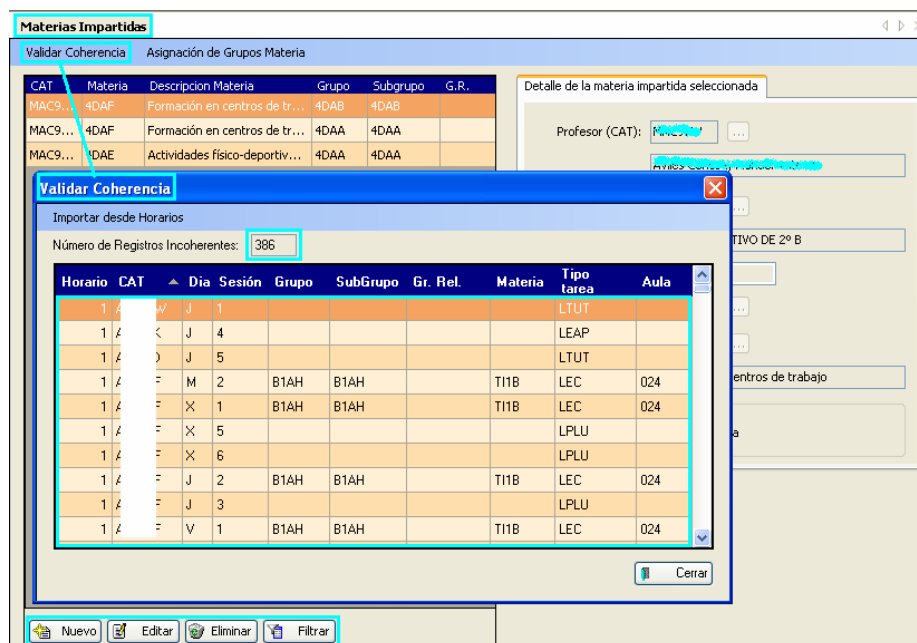 Materias Impartidas
Validar Coherencia Asignación de Grupos Materia
CAT Materia Descripcion Materia Grupo Subgrupo G.R.
MAC9... 4DAF Formación en centros de tr... 4DAB 4DAB
MAC9... 4DAF Formación en centros de tr... 4DAA 4DAA
MAC9... 4DAE Actividades físico-deportiv... 4DAA 4DAA
Detalle de la materia impartida seleccionada
Profesor (CAT): ...
...
TIVO DE 2º B
...
...
entros de trabajo
a
Validar Coherencia
Importar desde Horarios
Número de Registros Incoherentes: 386
Horario CAT Dia Sesión Grupo SubGrupo Gr. Rel. Materia Tipo tarea Aula
1 A W J 1 LTUT
1 A K J 4 LEAP
1 A J 5 LTUT
1 A F M 2 B1AH B1AH TI1B LEC 024
1 A F X 1 B1AH B1AH TI1B LEC 024
1 A F X 5 LPLU
1 A F X 6 LPLU
1 A F J 2 B1AH B1AH TI1B LEC 024
1 A F J 3 LPLU
1 A F V 1 B1AH B1AH TI1B LEC 024
Cerrar
Nuevo Editar Eliminar Filtrar